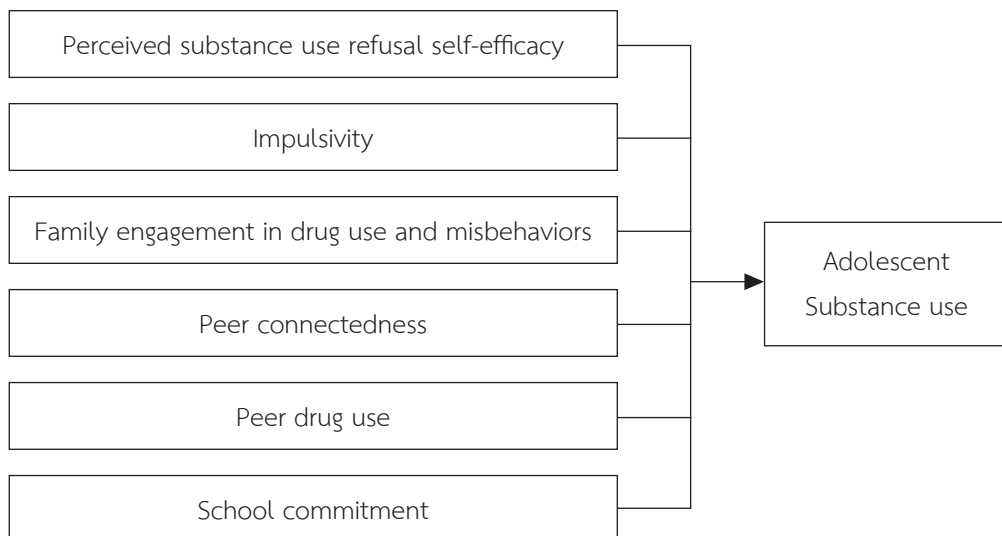 Perceived substance use refusal self-efficacy
Impulsivity
Family engagement in drug use and misbehaviors
Peer connectedness
Peer drug use
School commitment
Adolescent
Substance use